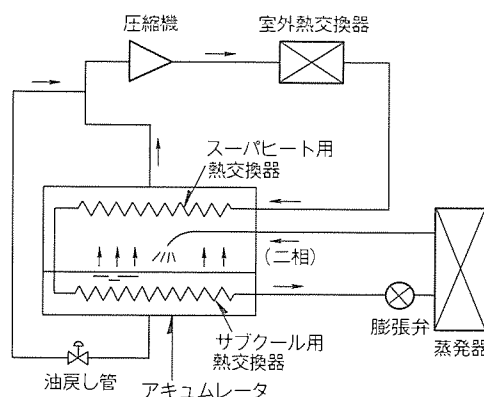 圧縮機
室外熱交換器
スーパヒート用
熱交換器
(二相)
膨張弁
蒸発器
サブクール用
熱交換器
油戻し管
アキュムレータ